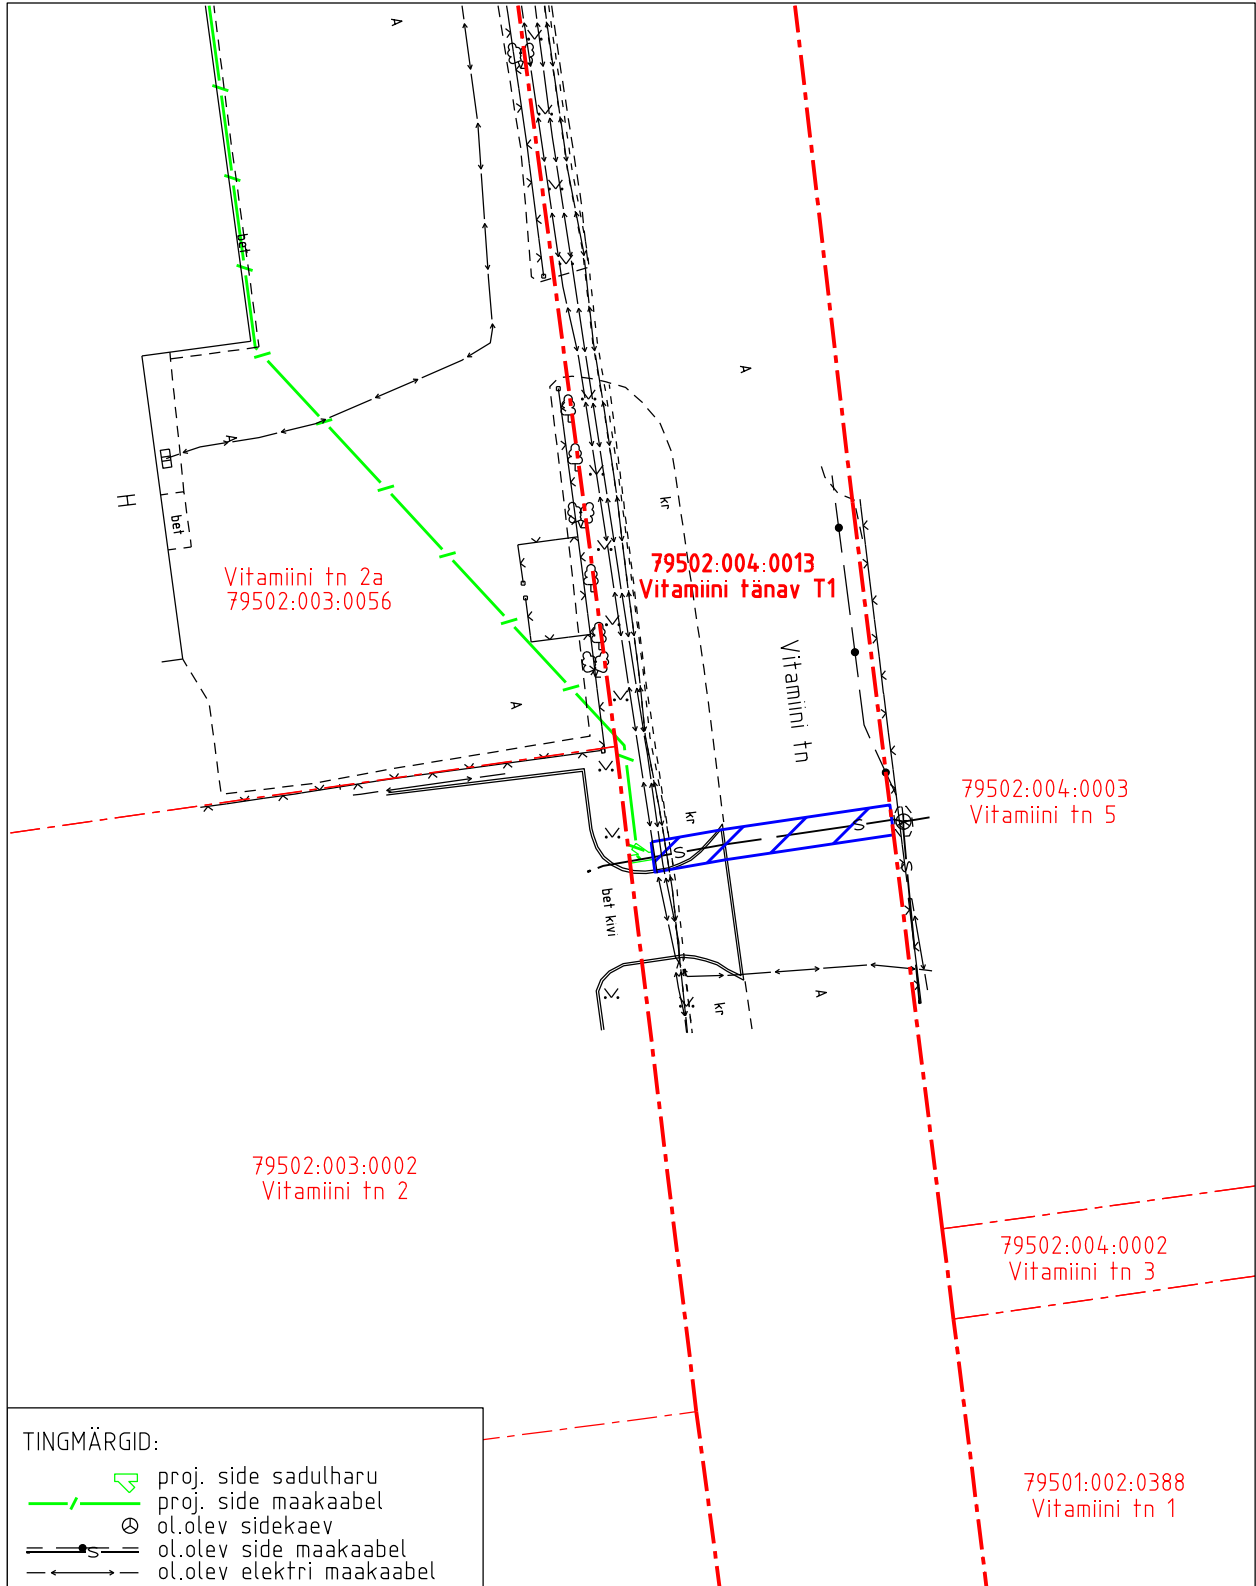 A
bet
A
A
H
bet
kr
79502:004:0013
Vitamiini tänav T1
Vitamiini tn 2a
79502:003:0056
Vitamiini tn
A
79502:004:0003
Vitamiini tn 5
kr
S
S
S
bet kivi
A
kr
79502:003:0002
Vitamiini tn 2
79502:004:0002
Vitamiini tn 3
79501:002:0388
Vitamiini tn 1
TINGMÄRGID:
proj. side sadulharu
proj. side maakaabel
ol.olev sidekaev
S
ol.olev side maakaabel
ol.olev elektri maakaabel